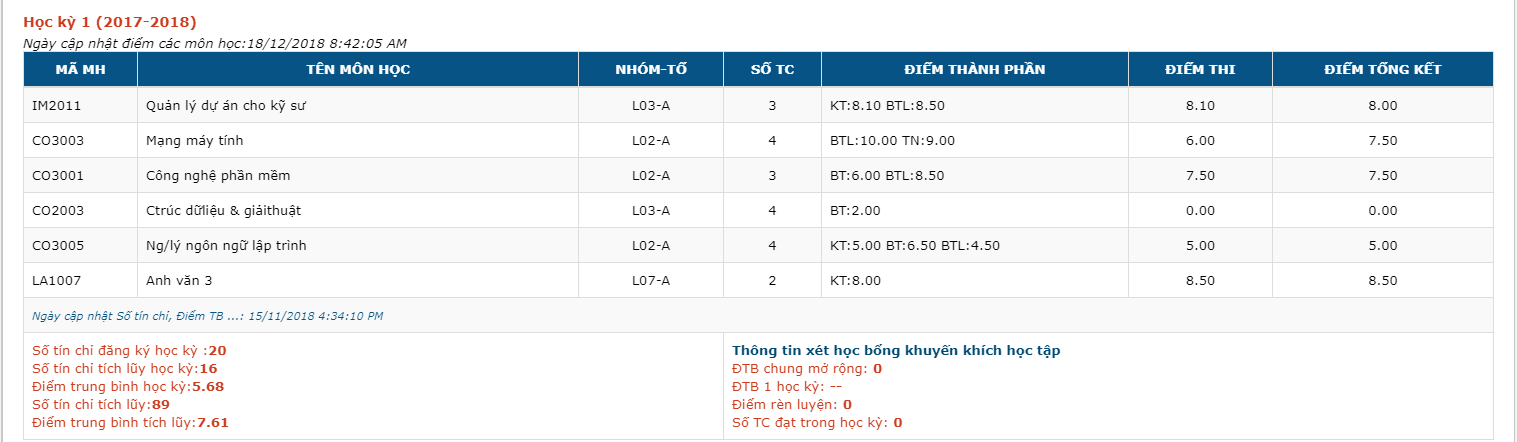 Học kỳ 1 (2017-2018)
Ngày cập nhật điểm các môn học:18/12/2018 8:42:05 AM
MÃ MH TÊN MÔN HỌC NHÓM-TỔ SỐ TC ĐIỂM THÀNH PHẦN ĐIỂM THI ĐIỂM TỔNG KẾT
IM2011 Quản lý dự án cho kỹ sư L03-A 3 KT:8.10 BTL:8.50 8.10 8.00
CO3003 Mạng máy tính L02-A 4 BTL:10.00 TN:9.00 6.00 7.50
CO3001 Công nghệ phần mềm L02-A 3 BT:6.00 BTL:8.50 7.50 7.50
CO2003 Ctrúc dữliệu & giảithuật L03-A 4 BT:2.00 0.00 0.00
CO3005 Ng/lý ngôn ngữ lập trình L02-A 4 KT:5.00 BT:6.50 BTL:4.50 5.00 5.00
LA1007 Anh văn 3 L07-A 2 KT:8.00 8.50 8.50
Ngày cập nhật Số tín chỉ, Điểm TB ...: 15/11/2018 4:34:10 PM
Số tín chỉ đăng ký học kỳ :20
Số tín chỉ tích lũy học kỳ:16
Điểm trung bình học kỳ:5.68
Số tín chỉ tích lũy:89
Điểm trung bình tích lũy:7.61
Thông tin xét học bổng khuyến khích học tập
ĐTB chung mở rộng: 0
ĐTB 1 học kỳ: --
Điểm rèn luyện: 0
Số TC đạt trong học kỳ: 0